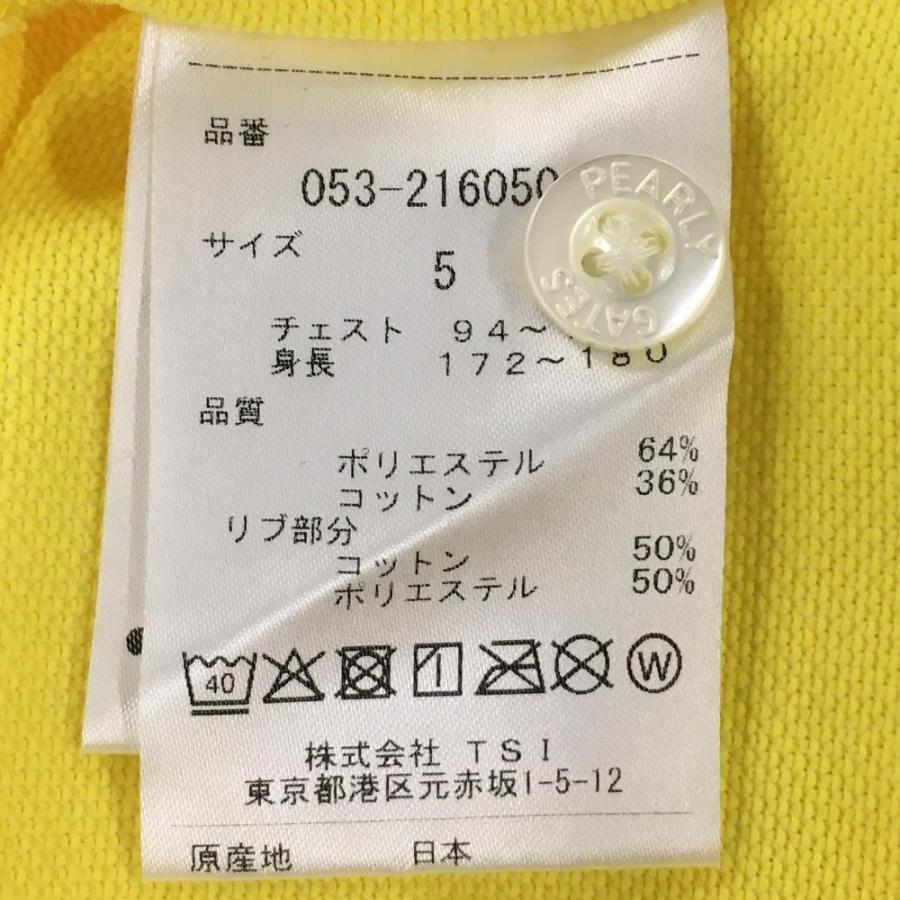 品番
053-216050
サイズ
5
PEARLY GATES
チェスト 94～
身長 172～180
品質
ポリエステル 64%
コットン 36%
リブ部分
コットン 50%
ポリエステル 50%
40 W
株式会社 TSI
東京都港区元赤坂1-5-12
原産地 日本